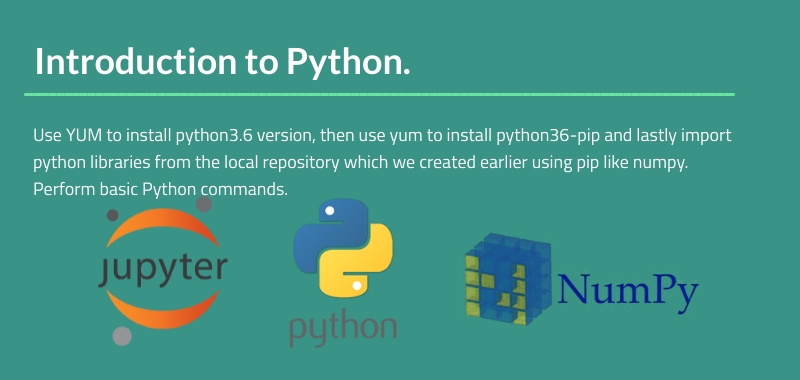 Introduction to Python.
Use YUM to install python3.6 version, then use yum to install python36-pip and lastly import
python libraries from the local repository which we created earlier using pip like numpy.
Perform basic Python commands.
jupyter
python
NumPy